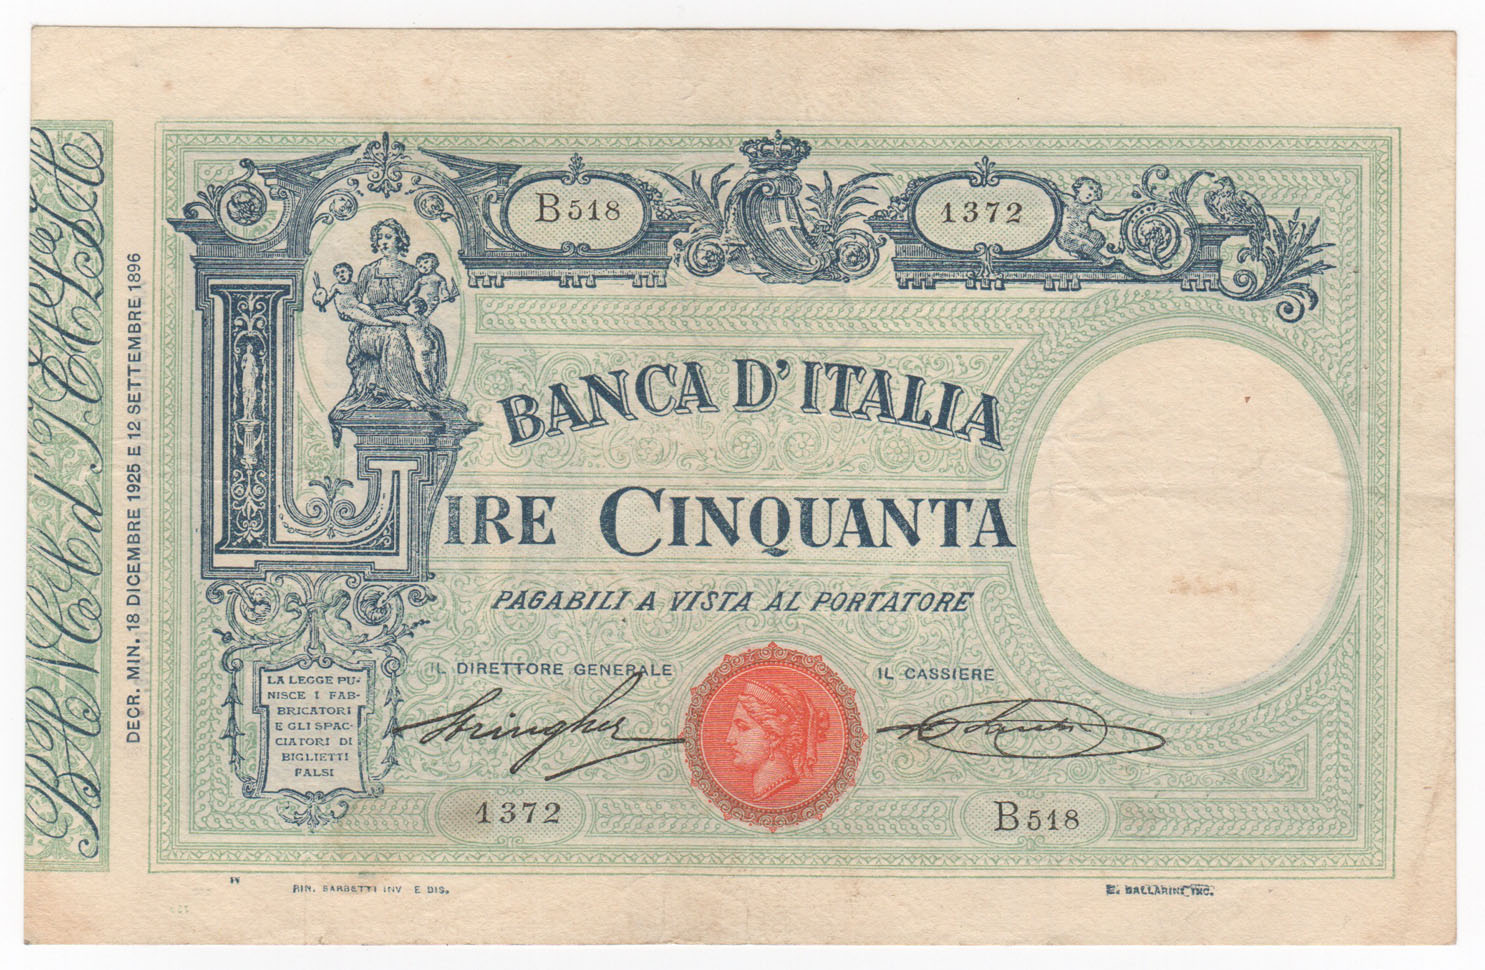 B518
1372
BANCA D'ITALIA
LIRE CINQUANTA
PAGABILI A VISTA AL PORTATORE
IL DIRETTORE GENERALE
IL CASSIERE
Stringher
LA LEGGE PU-
NISCE I FAB-
BRICATORI
E GLI SPAC-
CIATORI DI
BIGLIETTI
FALSI
1372
B518
DECR. MIN. 18 DICEMBRE 1925 E 12 SETTEMBRE 1896
RIN. BARBETTI INV E DIS.
E. BALLARINI INC.